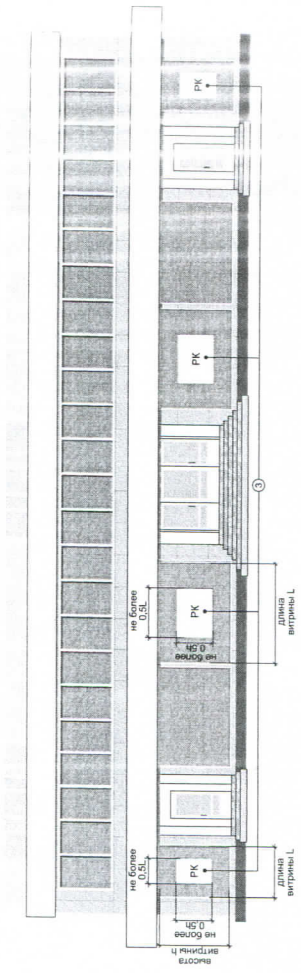 не более
0,5L
не более
0,5L
РК
РК
РК
РК
не более
0.5h
не более
0.5h
высота
витрины h
длина
витрины L
длина
витрины L
3